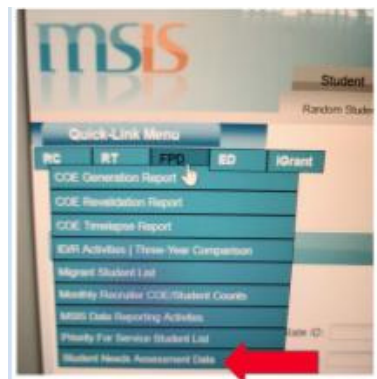 msis
Student
Random Stude
Quick-Link Menu
RC RT FPD ED iGrant
COE Generation Report
COE Revalidation Report
COE Timelapse Report
ID/R Activities | Three-Year Comparison
Migrant Student List
Monthly Recruiter COE/Student Counts
MSIS Data Reporting Activities
Priority For Service Student List
Student Needs Assessment Data